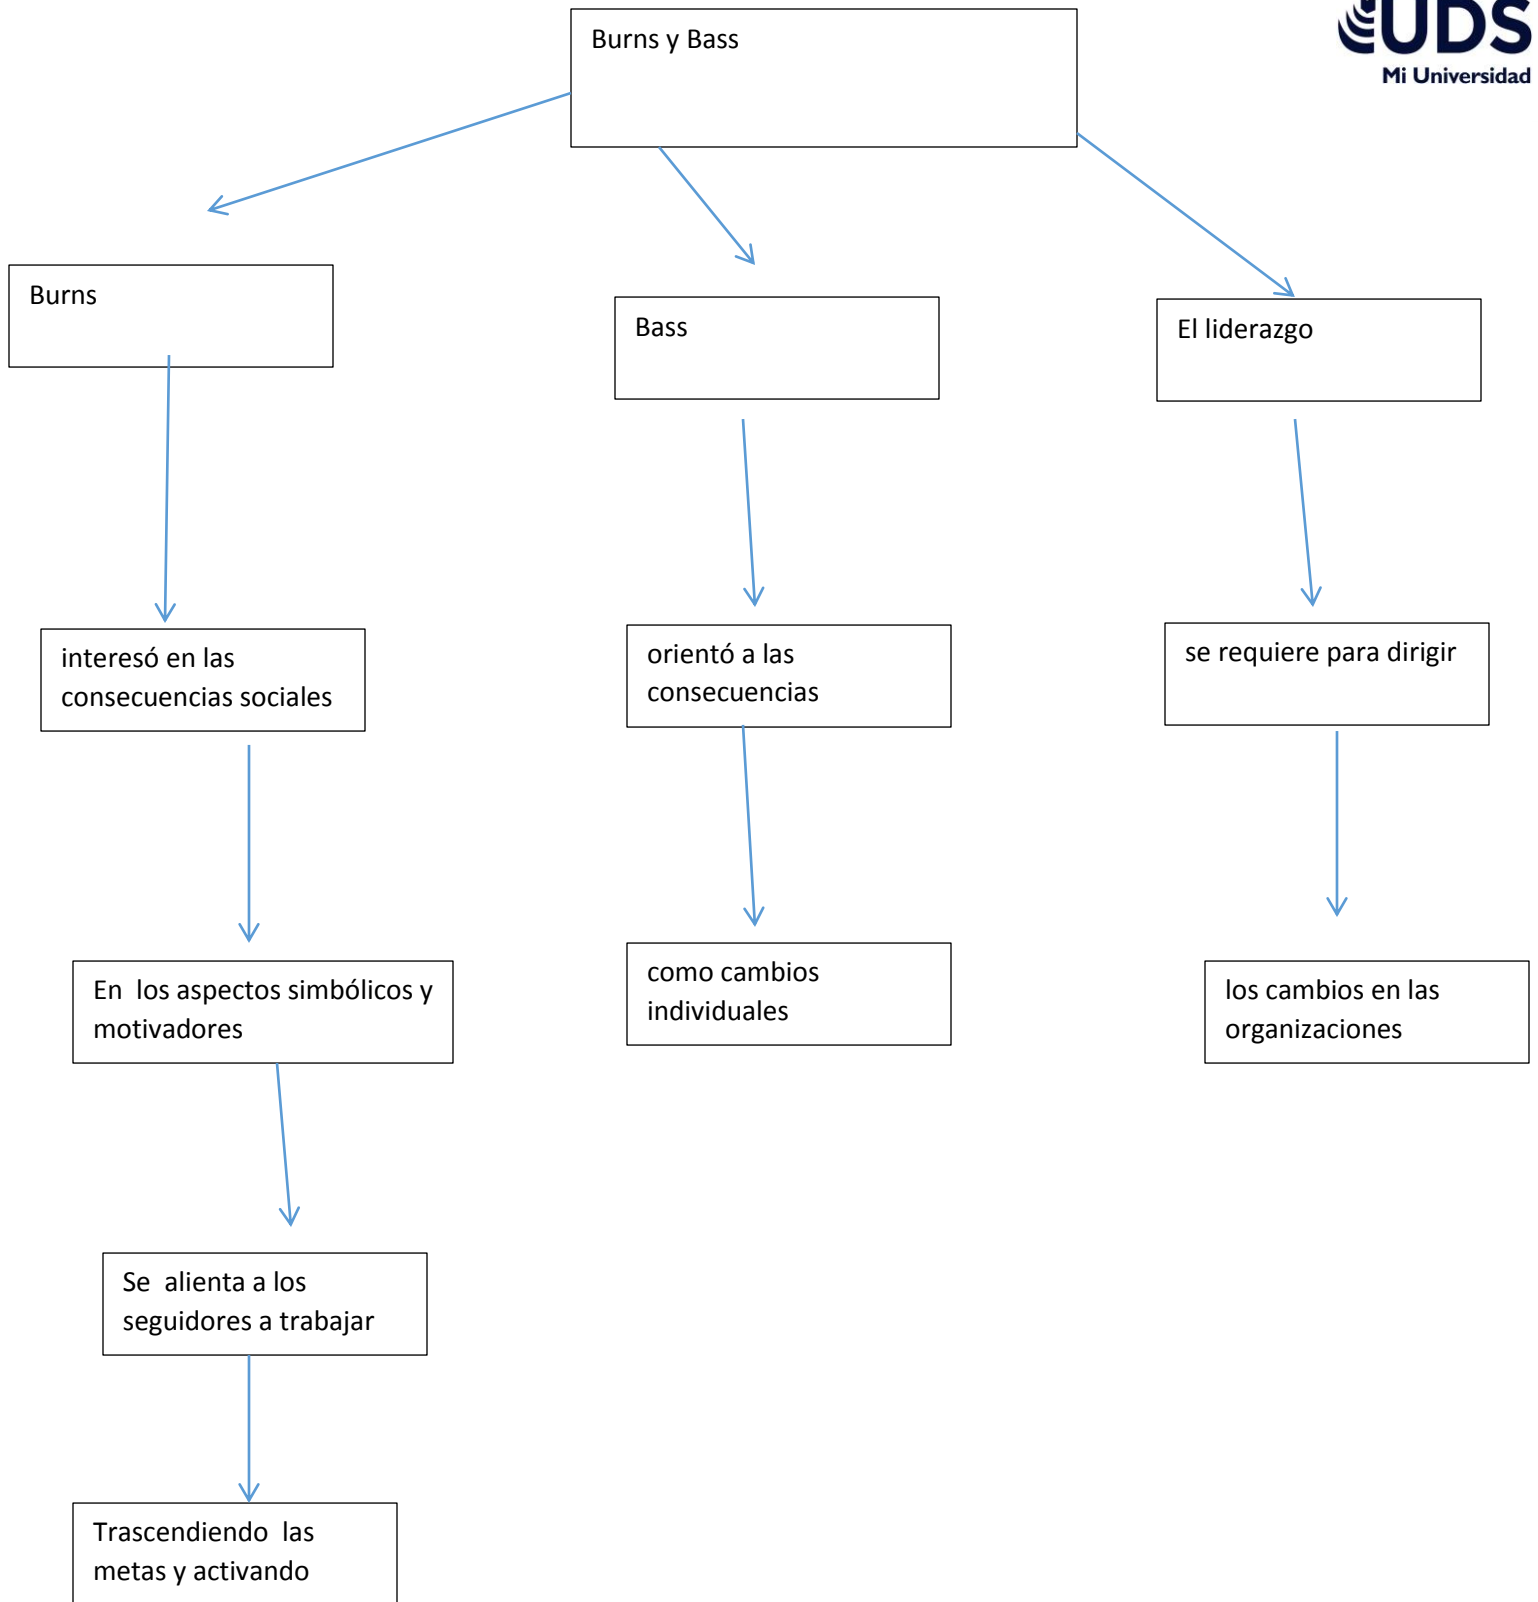 UDS
Mi Universidad
Burns y Bass
Burns
Bass
El liderazgo
interesó en las
consecuencias sociales
orientó a las
consecuencias
se requiere para dirigir
En los aspectos simbólicos y
motivadores
como cambios
individuales
los cambios en las
organizaciones
Se alienta a los
seguidores a trabajar
Trascendiendo las
metas y activando